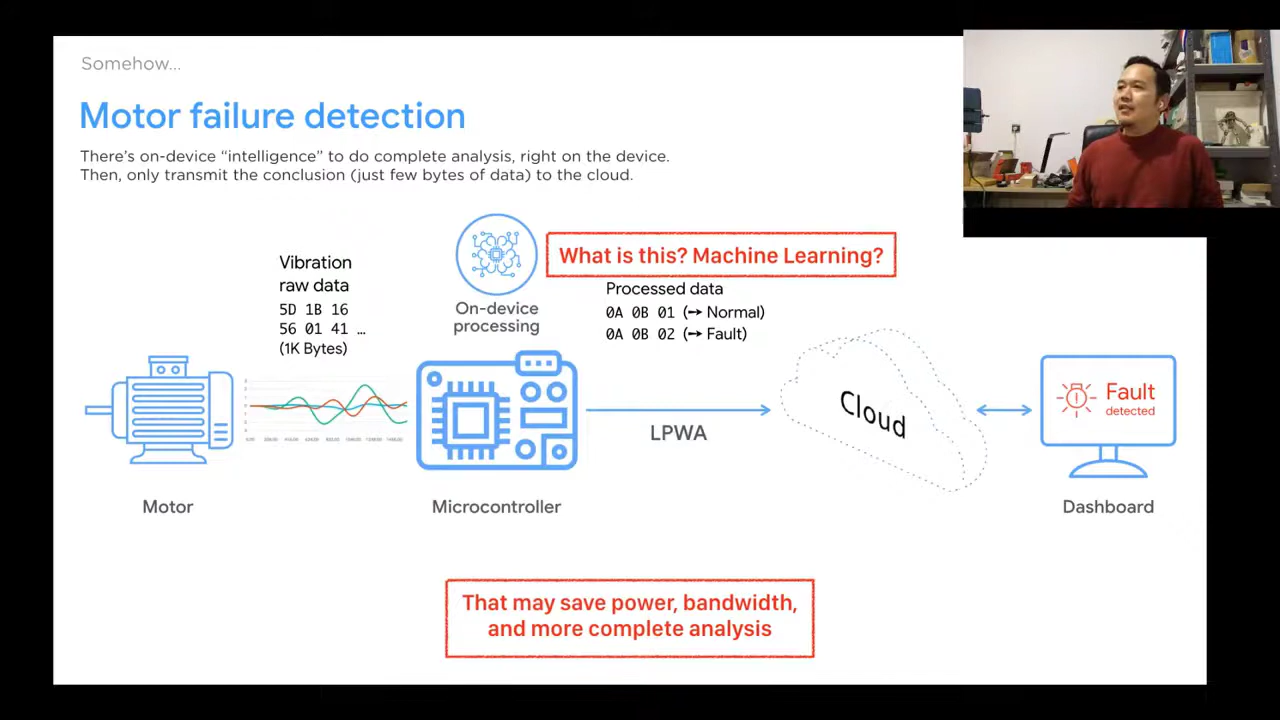 Somehow...
Motor failure detection
There's on-device “intelligence” to do complete analysis, right on the device.
Then, only transmit the conclusion (just few bytes of data) to the cloud.
Vibration
raw data
5D 1B 16
56 01 41 ...
(1K Bytes)
On-device
processing
What is this? Machine Learning?
Processed data
0A 0B 01 (↔ Normal)
0A 0B 02 (↔ Fault)
LPWA
Cloud
Fault
detected
Motor
Microcontroller
Dashboard
That may save power, bandwidth,
and more complete analysis